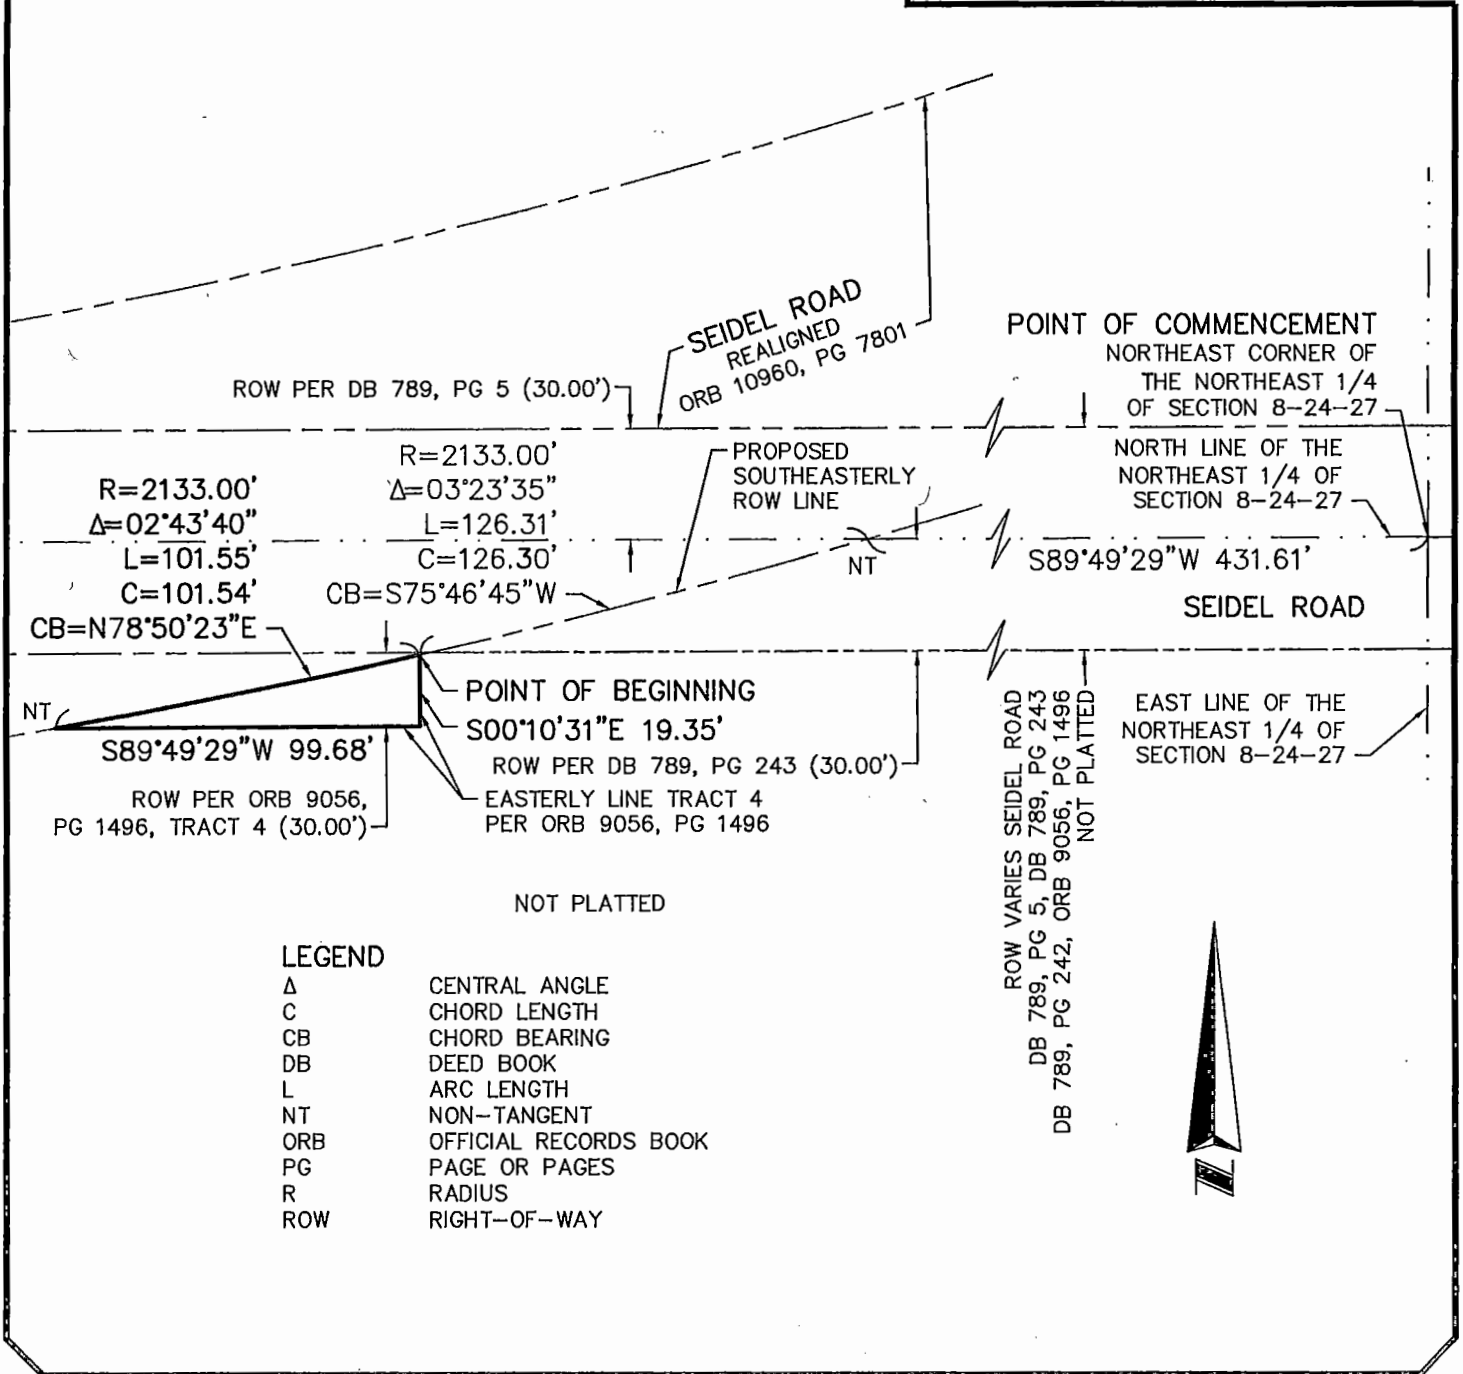 SEIDEL ROAD
REALIGNED
ORB 10960, PG 7801
POINT OF COMMENCEMENT
NORTHEAST CORNER OF
THE NORTHEAST 1/4
OF SECTION 8-24-27
ROW PER DB 789, PG 5 (30.00')
NORTH LINE OF THE
NORTHEAST 1/4 OF
SECTION 8-24-27
R=2133.00'
Δ=03°23'35"
L=126.31'
C=126.30'
CB=S75°46'45"W
PROPOSED
SOUTHEASTERLY
ROW LINE
R=2133.00'
Δ=02°43'40"
L=101.55'
C=101.54'
CB=N78°50'23"E
NT
S89°49'29"W 431.61'
SEIDEL ROAD
NT
POINT OF BEGINNING
S00°10'31"E 19.35'
S89°49'29"W 99.68'
ROW PER DB 789, PG 243 (30.00')
EAST LINE OF THE
NORTHEAST 1/4 OF
SECTION 8-24-27
ROW PER ORB 9056,
PG 1496, TRACT 4 (30.00')
EASTERLY LINE TRACT 4
PER ORB 9056, PG 1496
ROW VARIES SEIDEL ROAD
DB 789, PG 5, DB 789, PG 243
DB 789, PG 242, ORB 9056, PG 1496
NOT PLATTED
NOT PLATTED
LEGEND
Δ CENTRAL ANGLE
C CHORD LENGTH
CB CHORD BEARING
DB DEED BOOK
L ARC LENGTH
NT NON-TANGENT
ORB OFFICIAL RECORDS BOOK
PG PAGE OR PAGES
R RADIUS
ROW RIGHT-OF-WAY
N